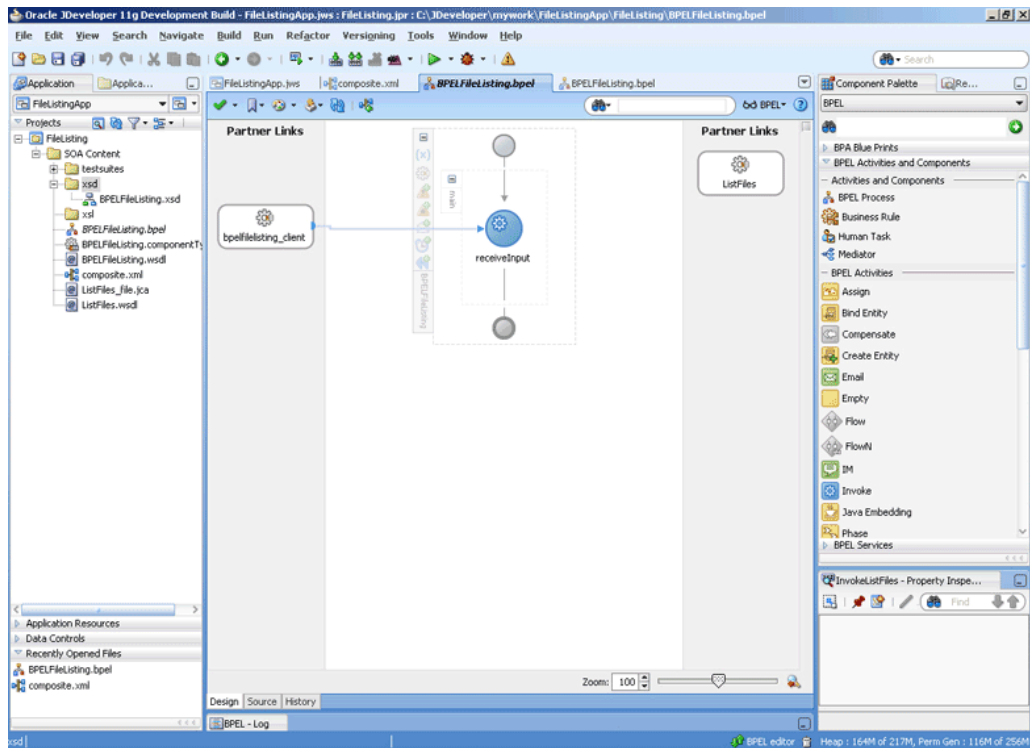 Oracle JDeveloper 11g Development Build - FileListingApp.jws : FileListing.jpr : C:\JDeveloper\mywork\FileListingApp\FileListing\BPELFileListing.bpel
File Edit View Search Navigate Build Run Refactor Versioning Tools Window Help
Search
Application Applica...
FileListingApp.jws composite.xml BPELFileListing.bpel BPELFileListing.bpel
Component Palette Re...
FileListingApp
BPEL
BPEL
Projects
FileListing
SOA Content
testsuites
xsd
BPELFileListing.xsd
xsl
BPELFileListing.bpel
BPELFileListing.componentTy
BPELFileListing.wsdl
composite.xml
ListFiles_file.jca
ListFiles.wsdl
Application Resources
Data Controls
Recently Opened Files
BPELFileListing.bpel
composite.xml
Partner Links
bpelfilelisting_client
(x)
main
receiveInput
BPELFileListing
Partner Links
ListFiles
Zoom: 100
Design Source History
BPEL - Log
BPA Blue Prints
BPEL Activities and Components
Activities and Components
BPEL Process
Business Rule
Human Task
Mediator
BPEL Activities
Assign
Bind Entity
Compensate
Create Entity
Email
Empty
Flow
FlowN
IM
Invoke
Java Embedding
Phase
BPEL Services
InvokeListFiles - Property Inspe...
Find
xsd
BPEL editor
Heap : 164M of 217M, Perm Gen : 116M of 256M